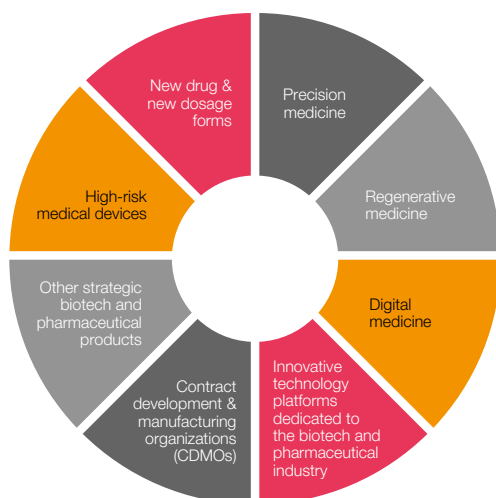 New drug &
new dosage
forms
Precision
medicine
Regenerative
medicine
Digital
medicine
Innovative
technology
platforms
dedicated to
the biotech and
pharmaceutical
industry
Contract
development &
manufacturing
organizations
(CDMOs)
Other strategic
biotech and
pharmaceutical
products
High-risk
medical devices